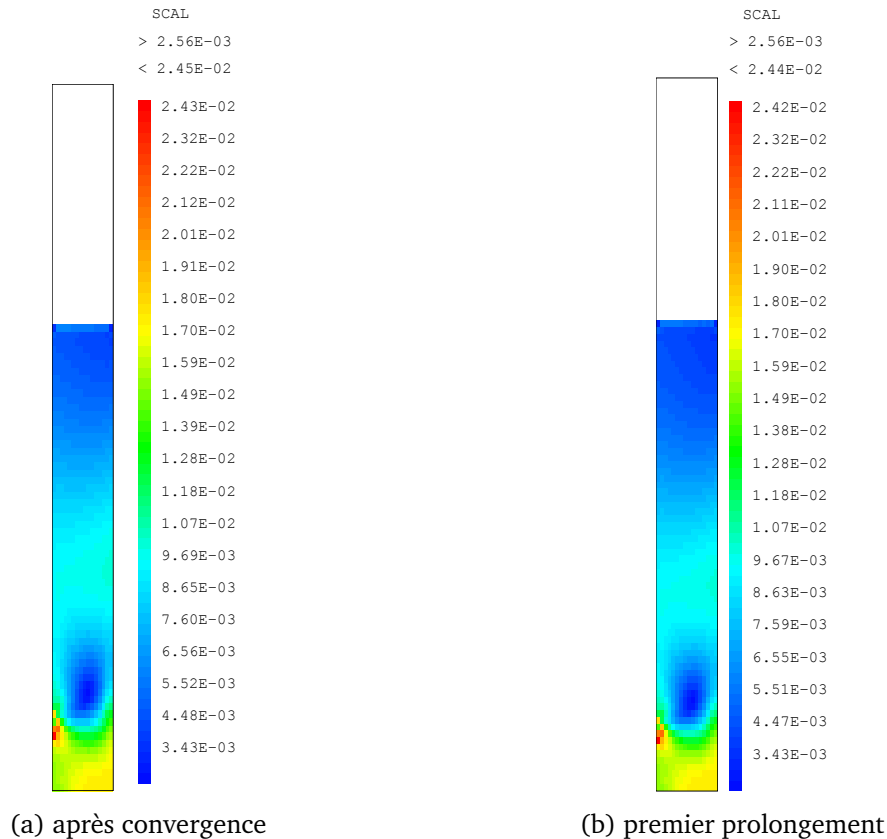 SCAL
> 2.56E-03
< 2.45E-02
2.43E-02
2.32E-02
2.22E-02
2.12E-02
2.01E-02
1.91E-02
1.80E-02
1.70E-02
1.59E-02
1.49E-02
1.39E-02
1.28E-02
1.18E-02
1.07E-02
9.69E-03
8.65E-03
7.60E-03
6.56E-03
5.52E-03
4.48E-03
3.43E-03
(a) après convergence
SCAL
> 2.56E-03
< 2.44E-02
2.42E-02
2.32E-02
2.22E-02
2.11E-02
2.01E-02
1.90E-02
1.80E-02
1.70E-02
1.59E-02
1.49E-02
1.38E-02
1.28E-02
1.18E-02
1.07E-02
9.67E-03
8.63E-03
7.59E-03
6.55E-03
5.51E-03
4.47E-03
3.43E-03
(b) premier prolongement